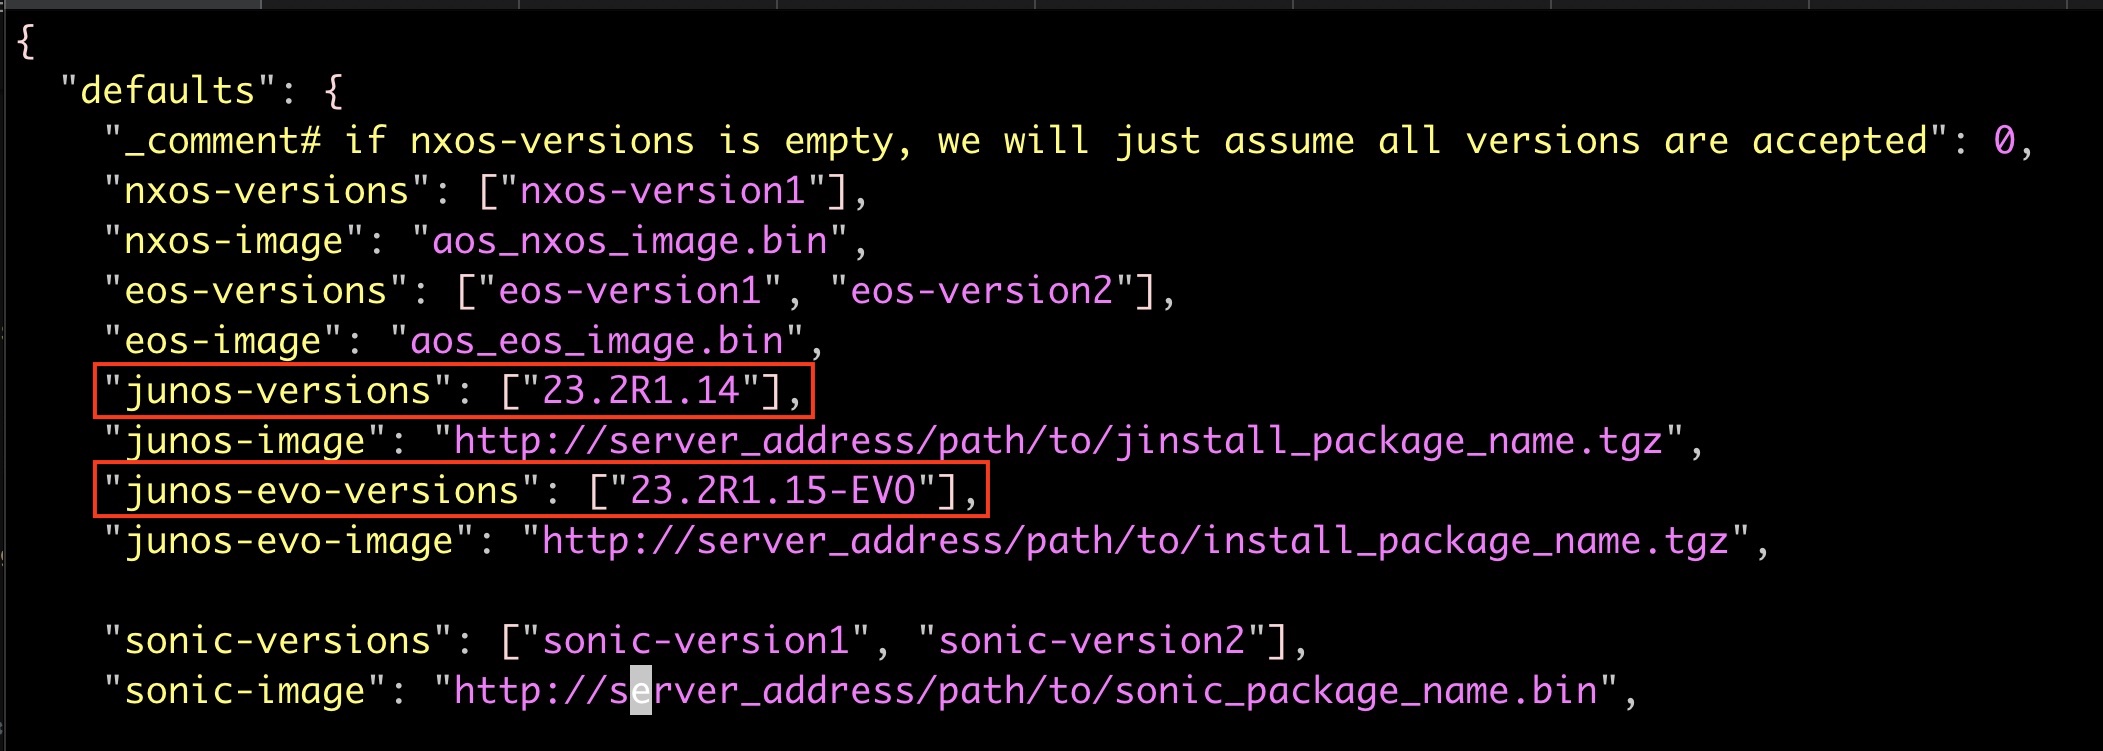 {
"defaults": {
"_comment# if nxos-versions is empty, we will just assume all versions are accepted": 0,
"nxos-versions": ["nxos-version1"],
"nxos-image": "aos_nxos_image.bin",
"eos-versions": ["eos-version1", "eos-version2"],
"eos-image": "aos_eos_image.bin",
"junos-versions": ["23.2R1.14"],
"junos-image": "http://server_address/path/to/jinstall_package_name.tgz",
"junos-evo-versions": ["23.2R1.15-EVO"],
"junos-evo-image": "http://server_address/path/to/install_package_name.tgz",
"sonic-versions": ["sonic-version1", "sonic-version2"],
"sonic-image": "http://server_address/path/to/sonic_package_name.bin",